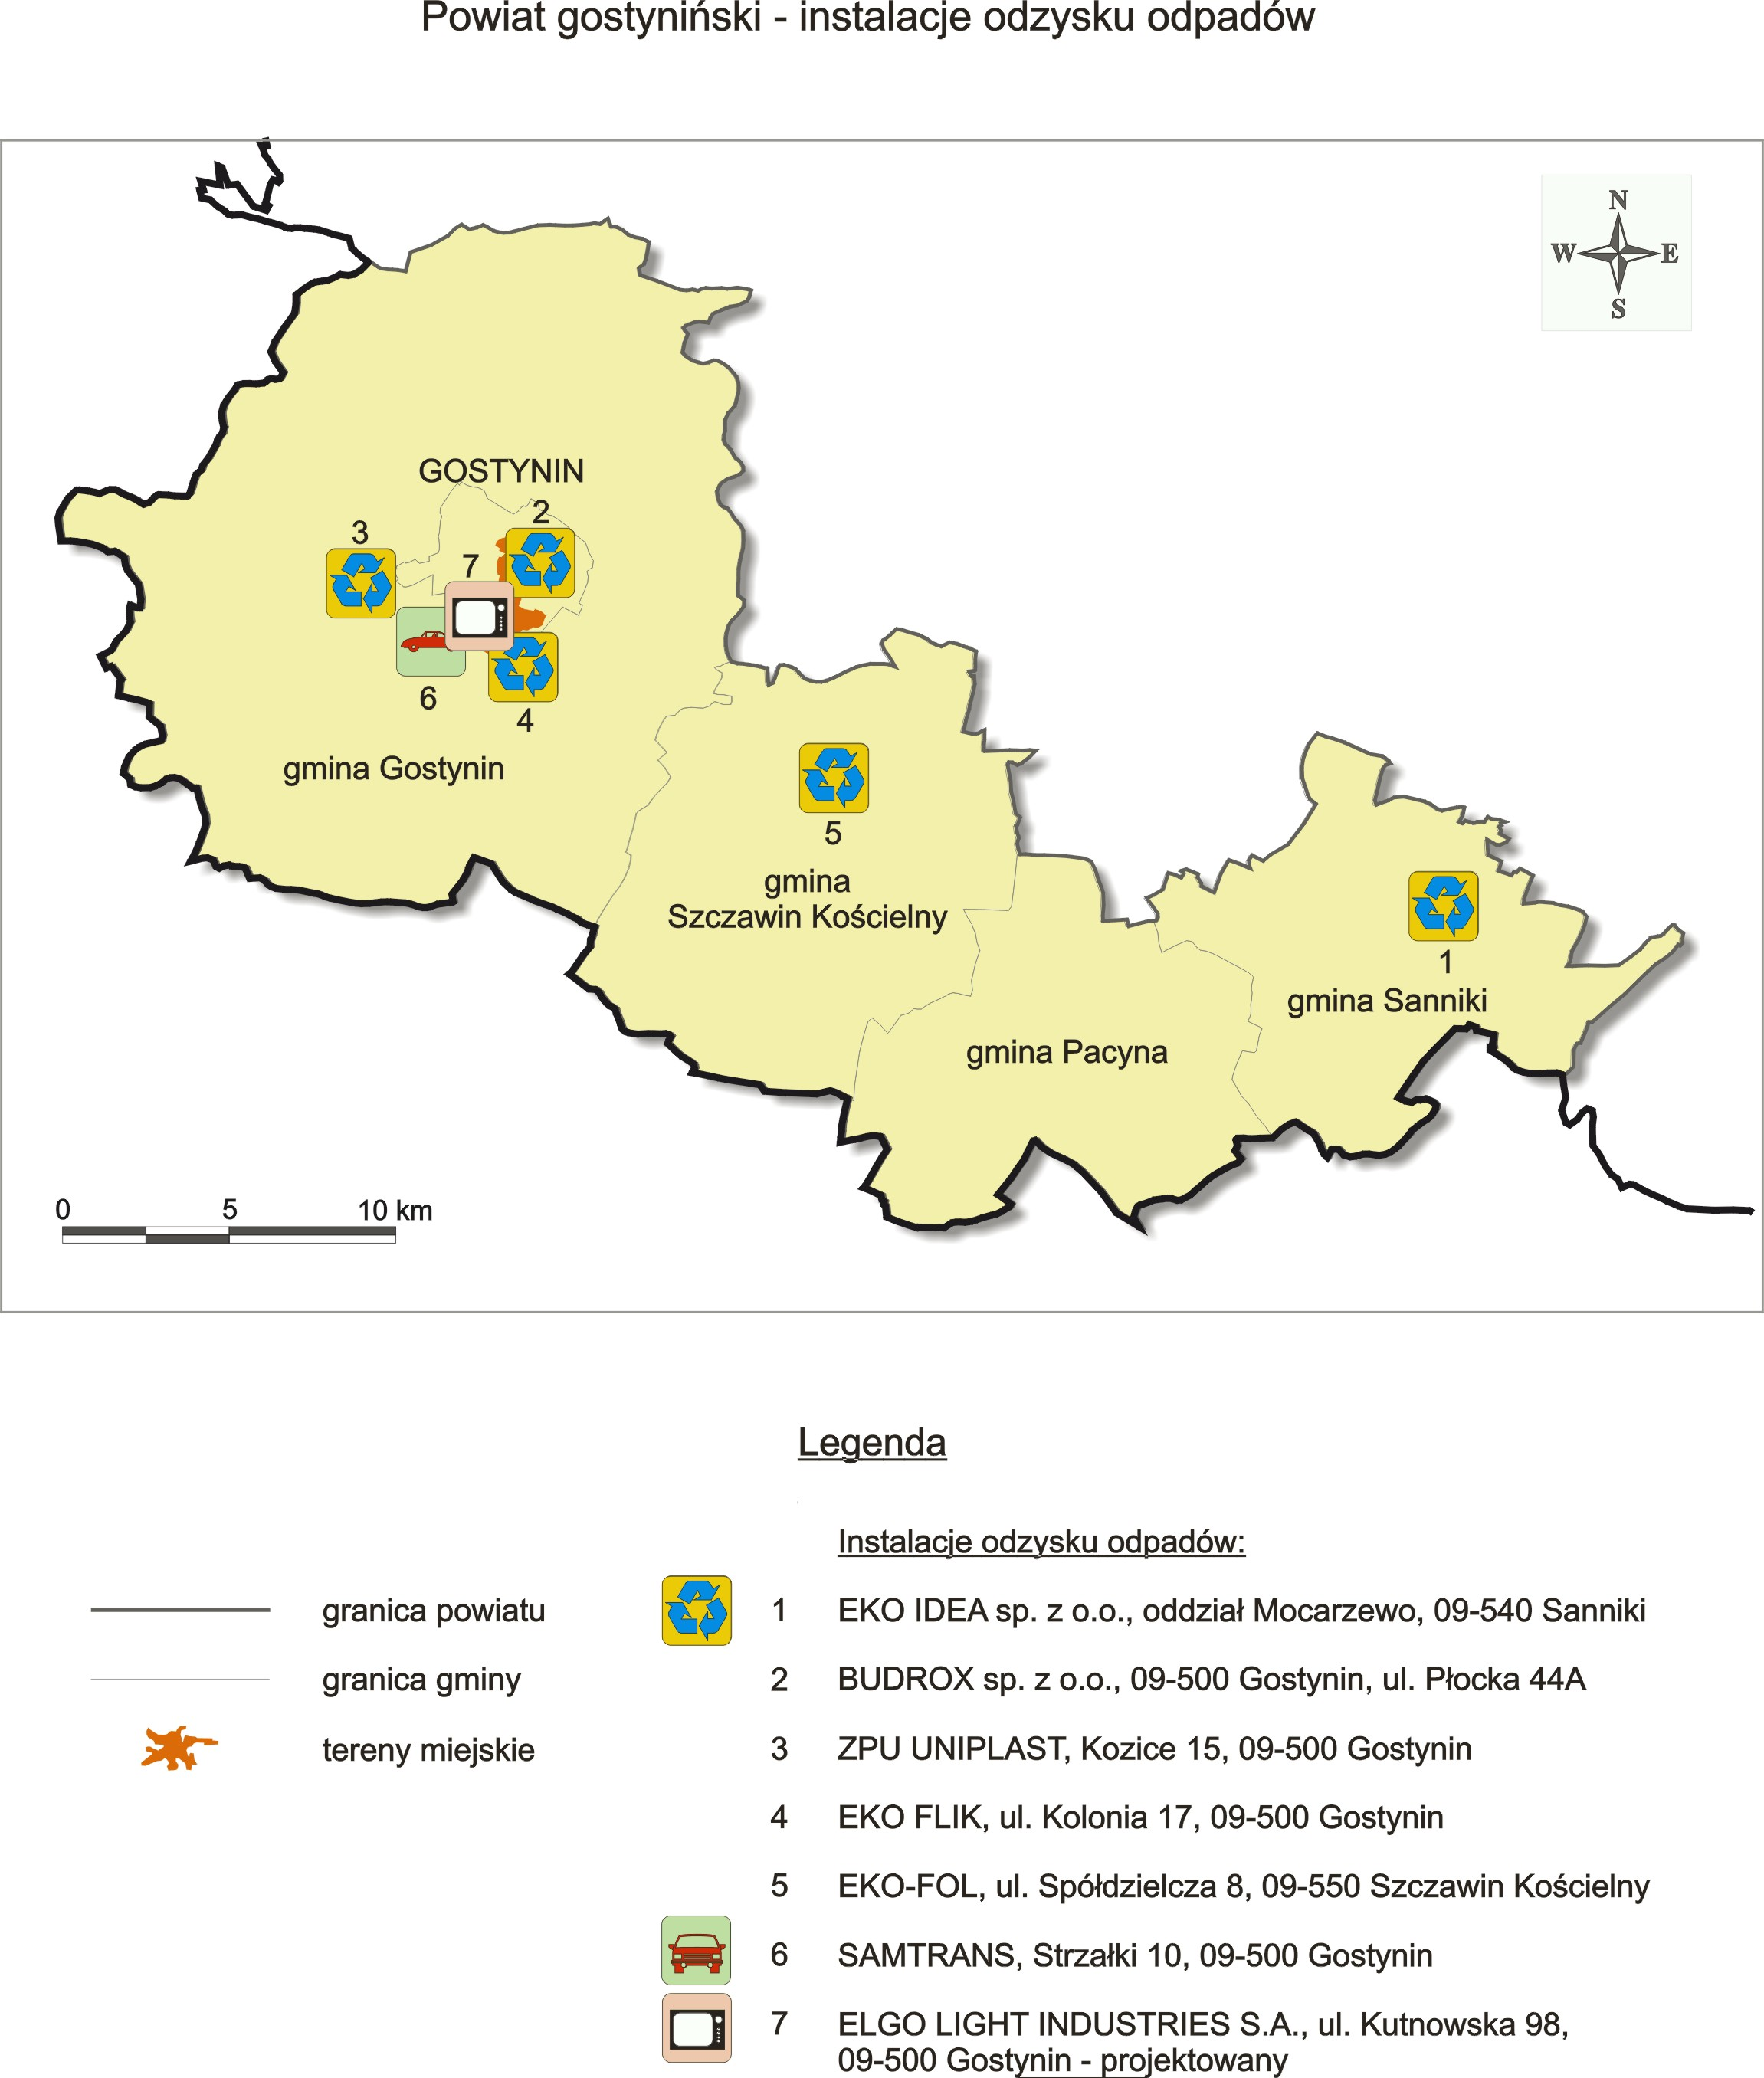 Powiat gostyniński - instalacje odzysku odpadów
N
W E
S
GOSTYNIN
2
3
7
6
4
gmina Gostynin
5
gmina
Szczawin Kościelny
1
gmina Sanniki
gmina Pacyna
0 5 10 km
Legenda
Instalacje odzysku odpadów:
granica powiatu
granica gminy
tereny miejskie
1 EKO IDEA sp. z o.o., oddział Mocarzewo, 09-540 Sanniki
2 BUDROX sp. z o.o., 09-500 Gostynin, ul. Płocka 44A
3 ZPU UNIPLAST, Kozice 15, 09-500 Gostynin
4 EKO FLIK, ul. Kolonia 17, 09-500 Gostynin
5 EKO-FOL, ul. Spółdzielcza 8, 09-550 Szczawin Kościelny
6 SAMTRANS, Strzałki 10, 09-500 Gostynin
7 ELGO LIGHT INDUSTRIES S.A., ul. Kutnowska 98,
09-500 Gostynin - projektowany